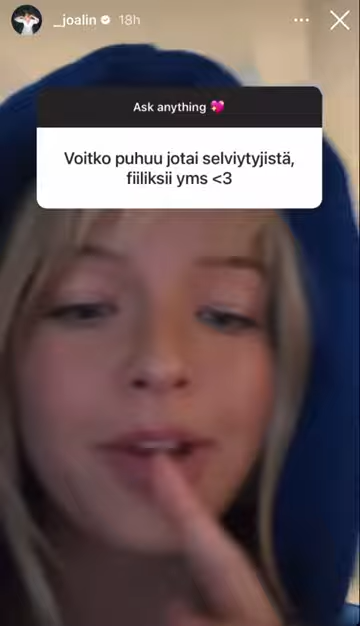 _joalin 18h
Ask anything 💖
Voitko puhuu jotai selviytyjistä,
fiiliksii yms <3